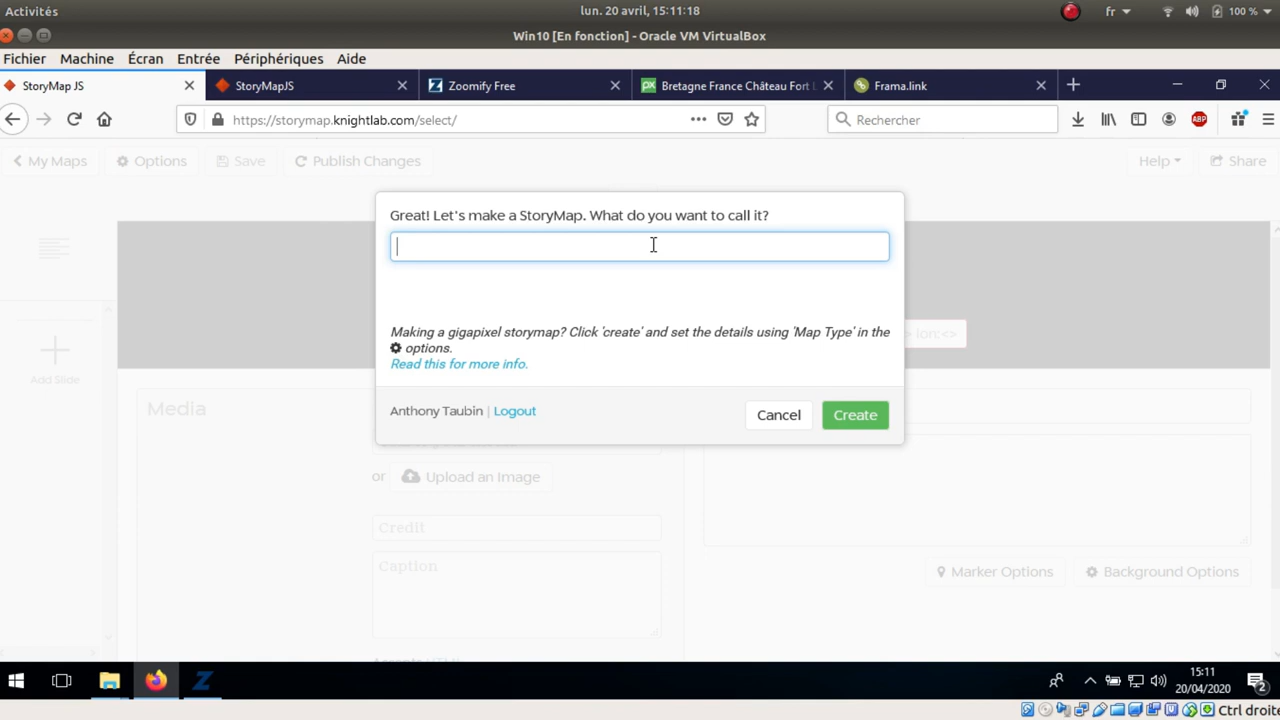 Activités
lun. 20 avril, 15:11:18
fr
100 %
Win10 [En fonction] - Oracle VM VirtualBox
Fichier Machine Écran Entrée Périphériques Aide
StoryMap JS
StoryMapJS
Zoomify Free
Bretagne France Château Fort
Frama.link
https://storymap.knightlab.com/select/
Rechercher
My Maps
Options
Save
Publish Changes
Help
Share
Great! Let's make a StoryMap. What do you want to call it?
Making a gigapixel storymap? Click 'create' and set the details using 'Map Type' in the
options.
Read this for more info.
Anthony Taubin | Logout
Cancel
Create
ion:<>
Add Slide
Media
or
Upload an Image
Credit
Caption
Marker Options
Background Options
15:11
20/04/2020
2
Ctrl droite